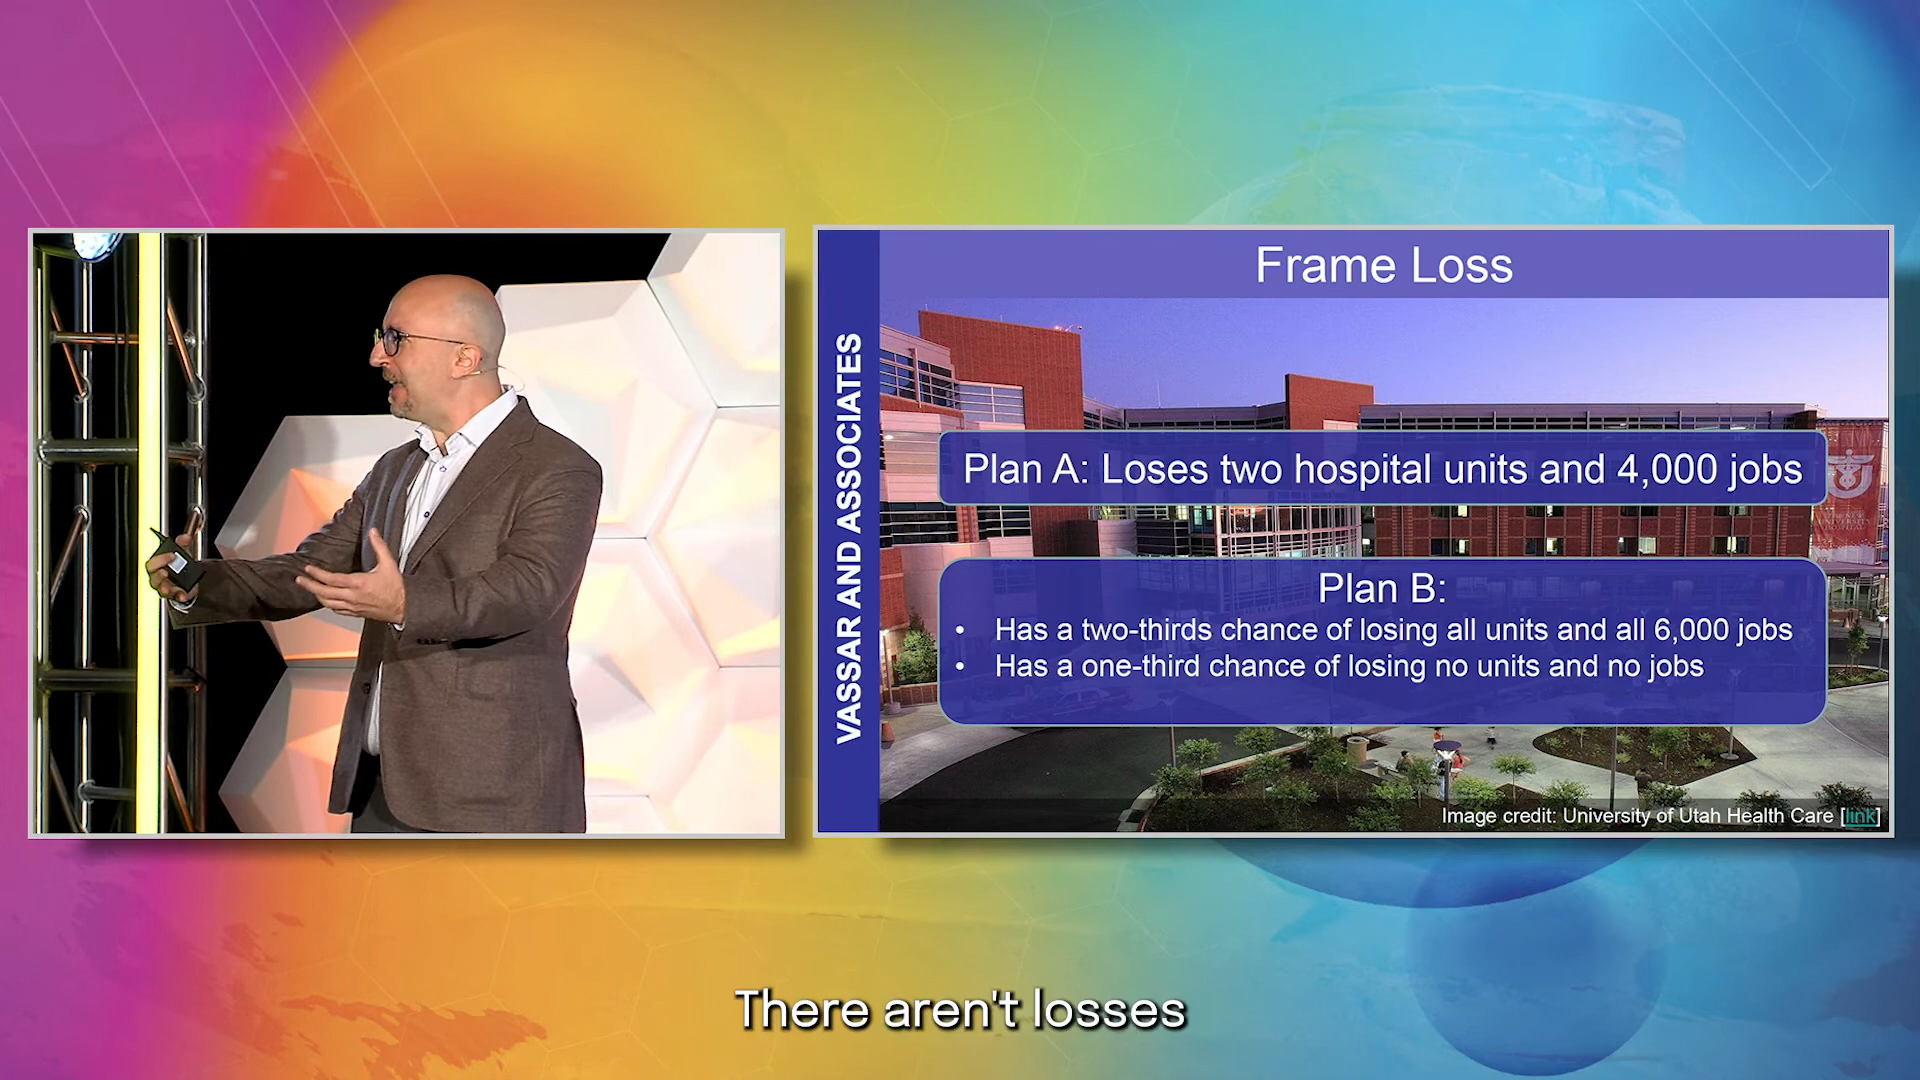 Frame Loss
VASSAR AND ASSOCIATES
Plan A: Loses two hospital units and 4,000 jobs
Plan B:
• Has a two-thirds chance of losing all units and all 6,000 jobs
• Has a one-third chance of losing no units and no jobs
Image credit: University of Utah Health Care [link]
There aren't losses